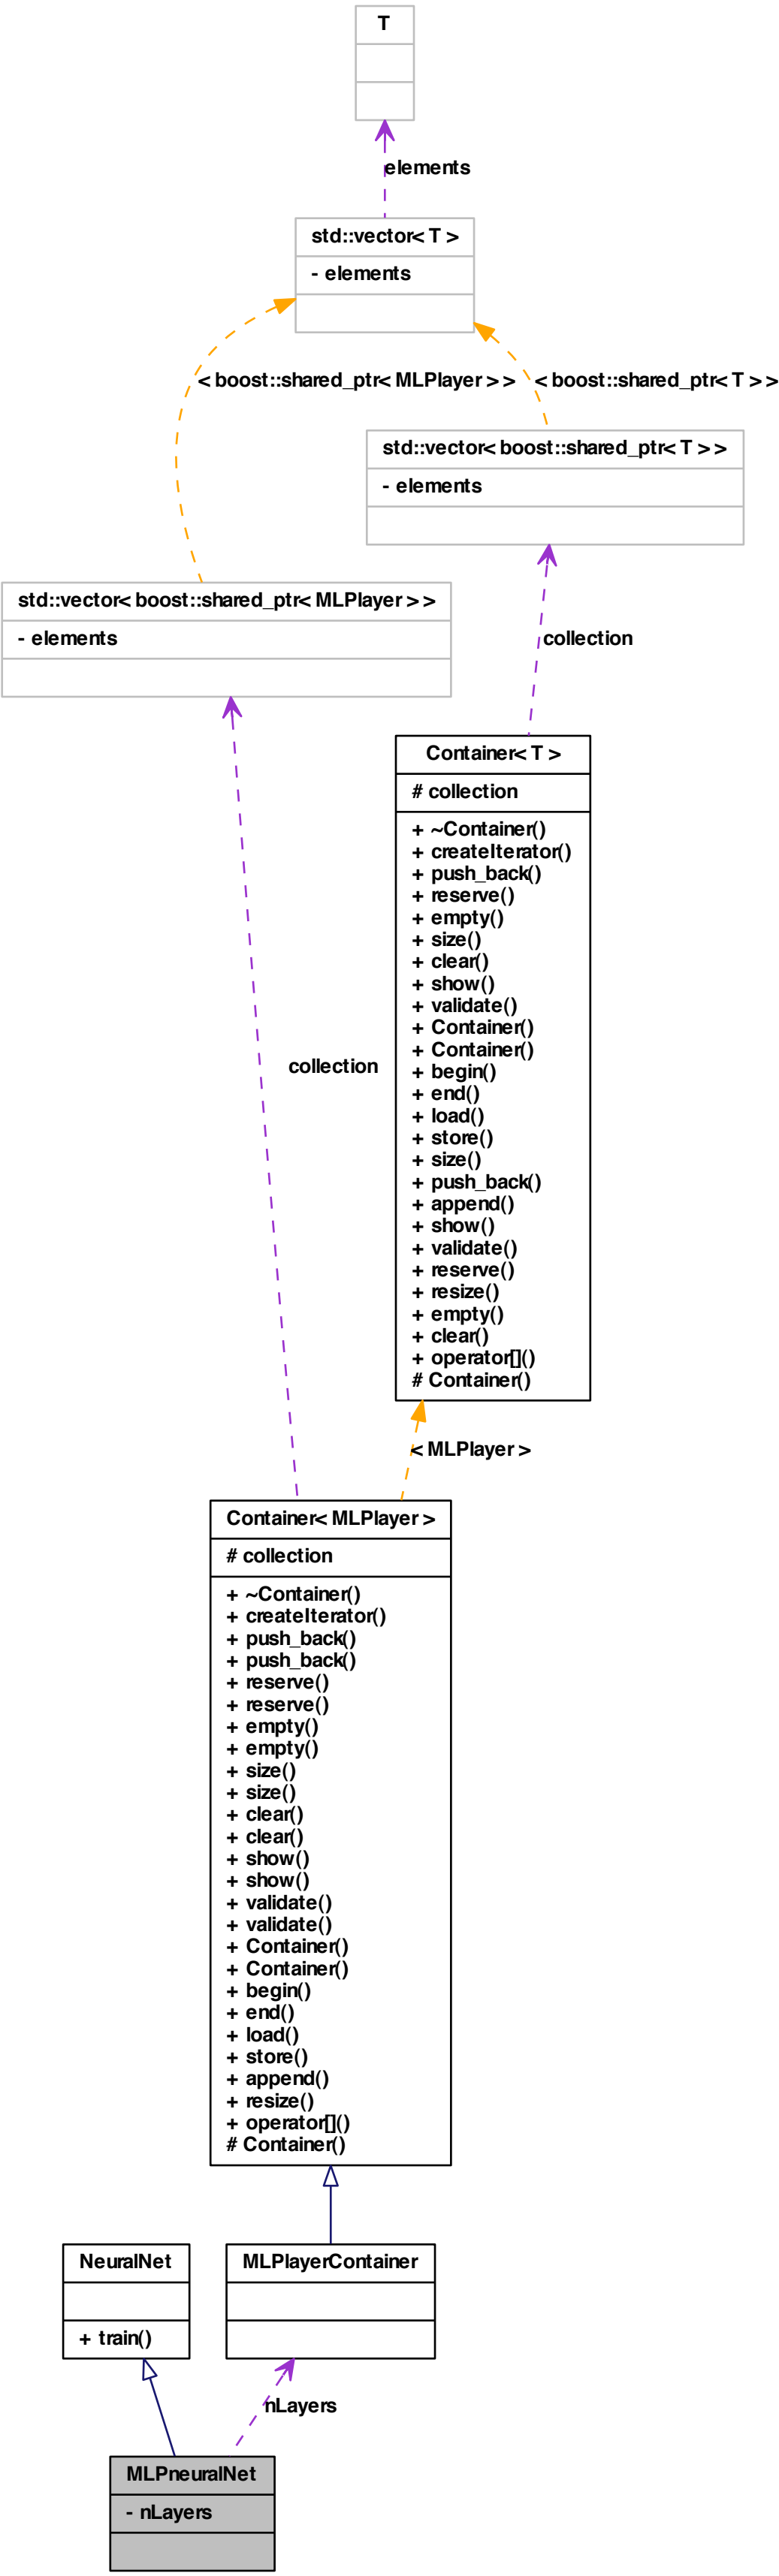 T
elements
std::vector< T >
- elements
< boost::shared_ptr< MLPlayer > >
< boost::shared_ptr< T > >
std::vector< boost::shared_ptr< T > >
- elements
std::vector< boost::shared_ptr< MLPlayer > >
- elements
collection
Container< T >
# collection
+ ~Container()
+ createIterator()
+ push_back()
+ reserve()
+ empty()
+ size()
+ clear()
+ show()
+ validate()
+ Container()
+ Container()
+ begin()
+ end()
+ load()
+ store()
+ size()
+ push_back()
+ append()
+ show()
+ validate()
+ reserve()
+ resize()
+ empty()
+ clear()
+ operator[]()
# Container()
collection
< MLPlayer >
Container< MLPlayer >
# collection
+ ~Container()
+ createIterator()
+ push_back()
+ push_back()
+ reserve()
+ reserve()
+ empty()
+ empty()
+ size()
+ size()
+ clear()
+ clear()
+ show()
+ show()
+ validate()
+ validate()
+ Container()
+ Container()
+ begin()
+ end()
+ load()
+ store()
+ append()
+ resize()
+ operator[]()
# Container()
NeuralNet
+ train()
MLPlayerContainer
nLayers
MLPneuralNet
- nLayers